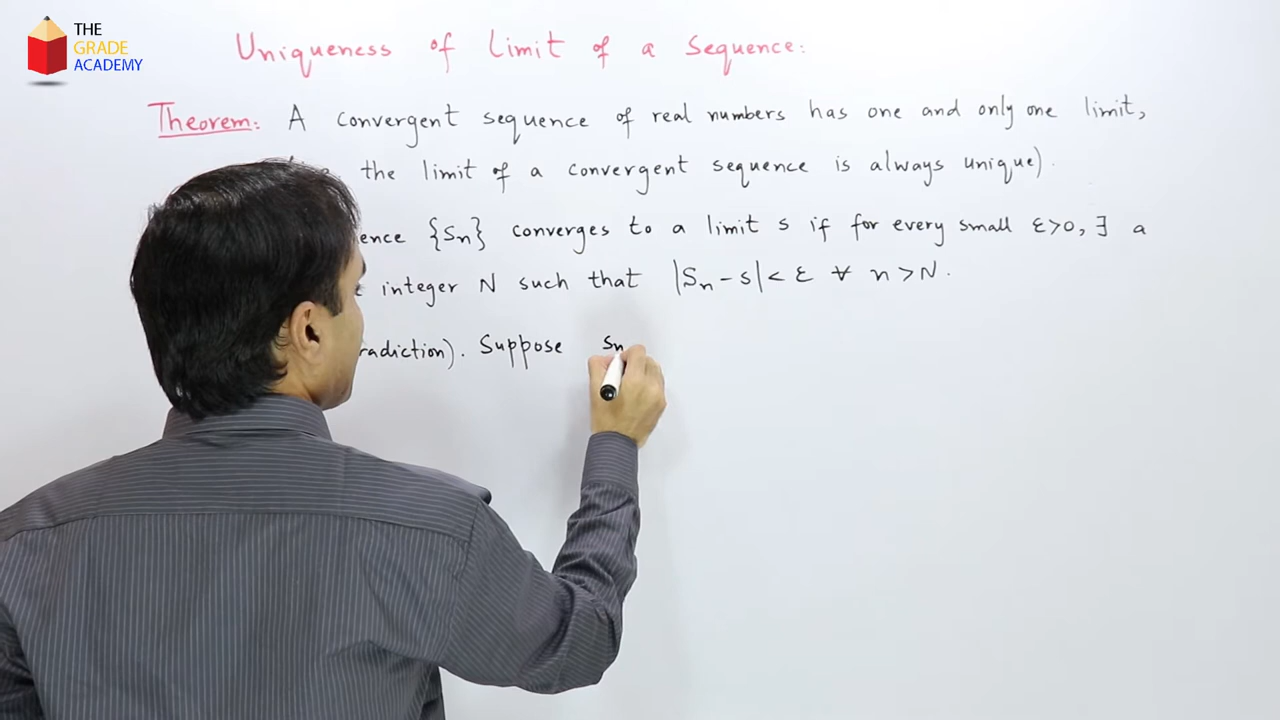 THE
GRADE
ACADEMY
Uniqueness of Limit of a Sequence:
Theorem: A convergent sequence of real numbers has one and only one limit,
the limit of a convergent sequence is always unique).
{Sn} converges to a limit s if for every small ε>0, ∃ a
integer N such that |Sn-s|<ε ∀ n>N.
Suppose Sn